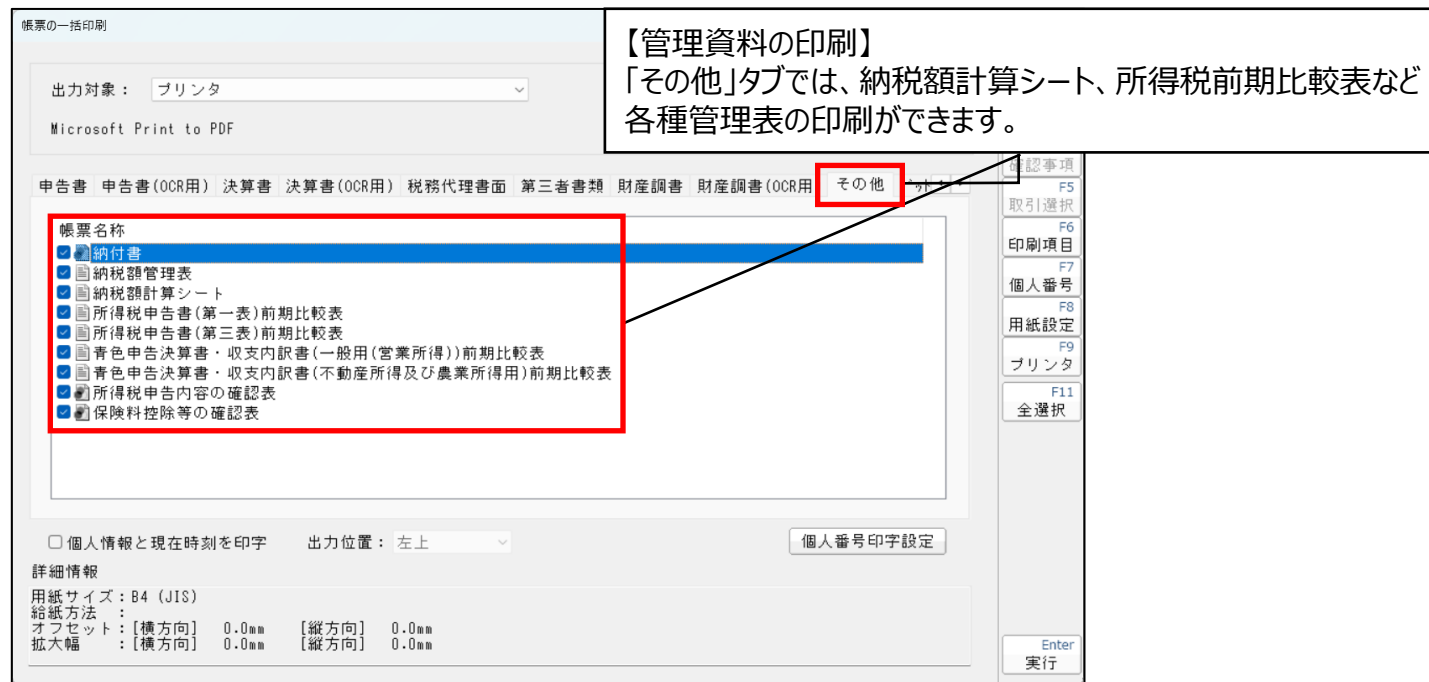 帳票の一括印刷
【管理資料の印刷】
「その他」タブでは、納税額計算シート、所得税前期比較表など
各種管理表の印刷ができます。
出力対象： プリンタ
Microsoft Print to PDF
確認事項
申告書 申告書(OCR用) 決算書 決算書(OCR用) 税務代理書面 第三者書類 財産調書 財産調書(OCR用 その他
F5
取引選択
F6
印刷項目
F7
個人番号
F8
用紙設定
F9
プリンタ
F11
全選択
帳票名称
納付書
納税額管理表
納税額計算シート
所得税申告書(第一表)前期比較表
所得税申告書(第三表)前期比較表
青色申告決算書・収支内訳書(一般用(営業所得))前期比較表
青色申告決算書・収支内訳書(不動産所得及び農業所得用)前期比較表
所得税申告内容の確認表
保険料控除等の確認表
個人情報と現在時刻を印字 出力位置： 左上 個人番号印字設定
詳細情報
用紙サイズ：B4 (JIS)
給紙方法 ：
オフセット：[横方向] 0.0mm [縦方向] 0.0mm
拡大幅 ：[横方向] 0.0mm [縦方向] 0.0mm
Enter
実行